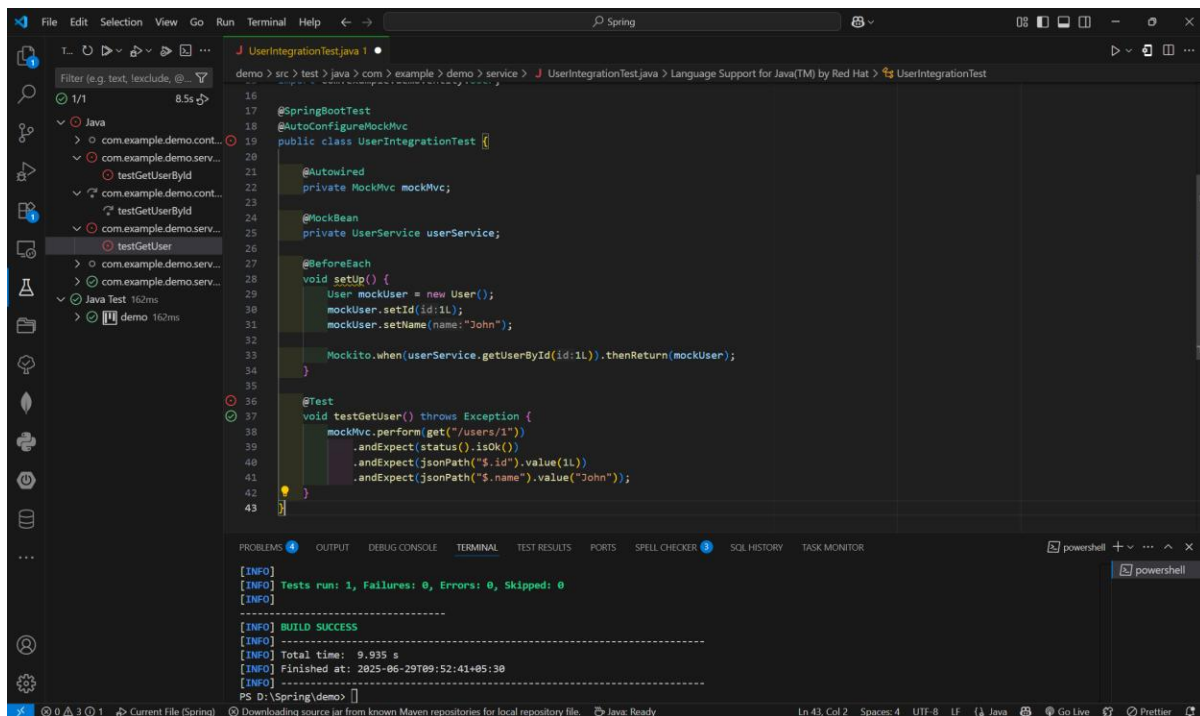 File Edit Selection View Go Run Terminal Help
Spring
T...
Filter (e.g. text, !exclude, @...
1/1 8.5s
Java
com.example.demo.cont...
com.example.demo.serv...
testGetUserById
com.example.demo.cont...
testGetUserById
com.example.demo.serv...
testGetUser
com.example.demo.serv...
com.example.demo.serv...
Java Test 162ms
demo 162ms
J UserIntegrationTest.java 1
demo > src > test > java > com > example > demo > service > J UserIntegrationTest.java > Language Support for Java(TM) by Red Hat > UserIntegrationTest
16
17 @SpringBootTest
18 @AutoConfigureMockMvc
19 public class UserIntegrationTest {
20
21 @Autowired
22 private MockMvc mockMvc;
23
24 @MockBean
25 private UserService userService;
26
27 @BeforeEach
28 void setUp() {
29 User mockUser = new User();
30 mockUser.setId(id:1L);
31 mockUser.setName(name:"John");
32
33 Mockito.when(userService.getUserById(id:1L)).thenReturn(mockUser);
34 }
35
36 @Test
37 void testGetUser() throws Exception {
38 mockMvc.perform(get("/users/1"))
39 .andExpect(status().isOk())
40 .andExpect(jsonPath("$.id").value(1L))
41 .andExpect(jsonPath("$.name").value("John"));
42 }
43 }
PROBLEMS 4 OUTPUT DEBUG CONSOLE TERMINAL TEST RESULTS PORTS SPELL CHECKER 3 SQL HISTORY TASK MONITOR powershell
[INFO]
[INFO] Tests run: 1, Failures: 0, Errors: 0, Skipped: 0
[INFO]
----------------------------------
[INFO] BUILD SUCCESS
[INFO] ------------------------------------------------------------------------
[INFO] Total time: 9.935 s
[INFO] Finished at: 2025-06-29T09:52:41+05:30
[INFO] ------------------------------------------------------------------------
PS D:\Spring\demo>
powershell
0 3 1 Current File (Spring) Downloading source jar from known Maven repositories for local repository file. Java: Ready Ln 43, Col 2 Spaces: 4 UTF-8 LF {} Java Go Live Prettier